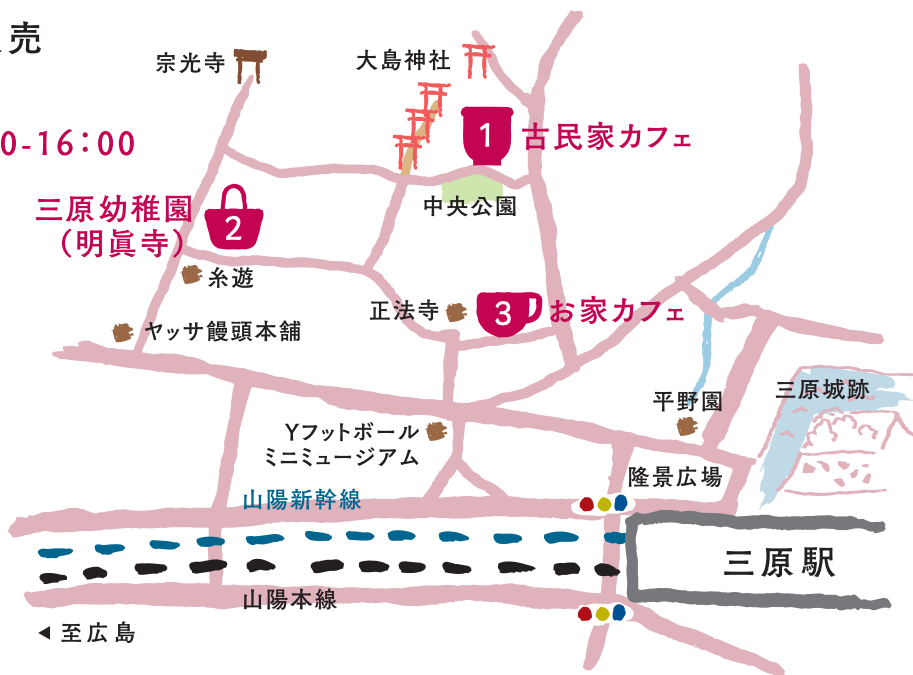 売
宗光寺
大島神社
0-16：00
1
古民家カフェ
三原幼稚園
（明眞寺）
2
中央公園
糸遊
正法寺
3
お家カフェ
ヤッサ饅頭本舗
三原城跡
平野園
Yフットボール
ミニミュージアム
隆景広場
山陽新幹線
三原駅
山陽本線
◀ 至広島